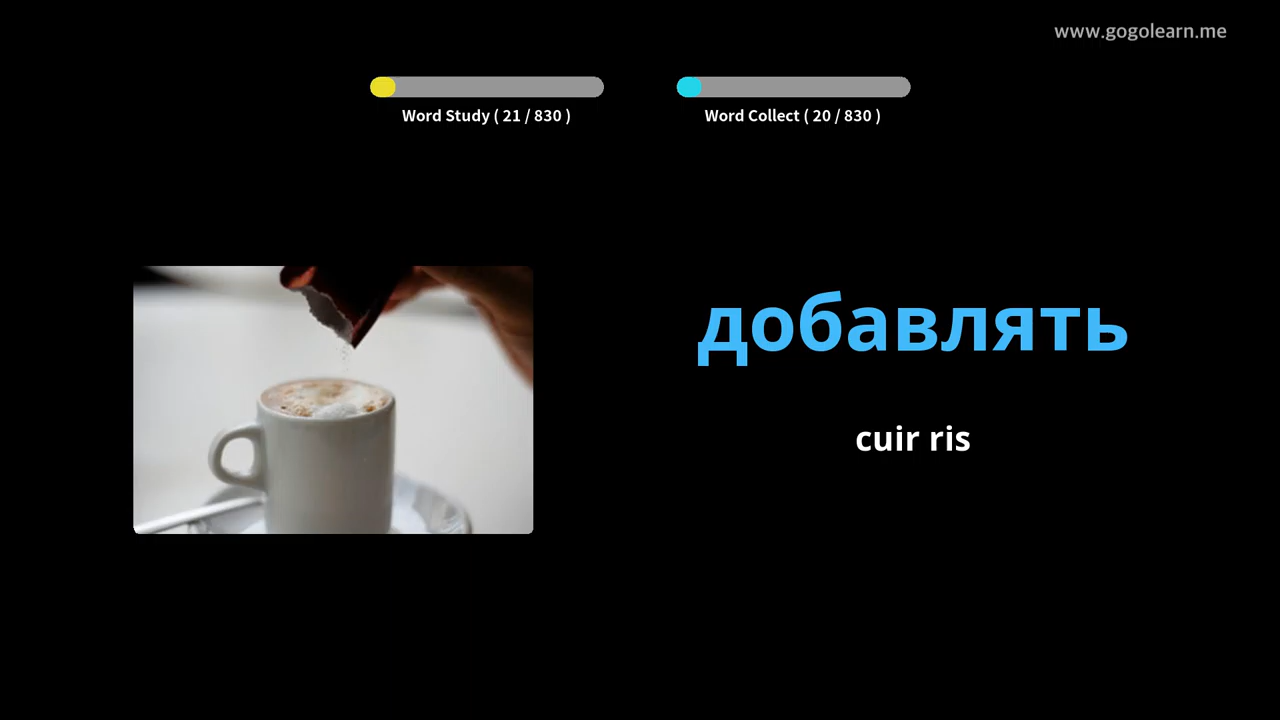 www.gogolearn.me
Word Study ( 21 / 830 )
Word Collect ( 20 / 830 )
добавлять
cuir ris